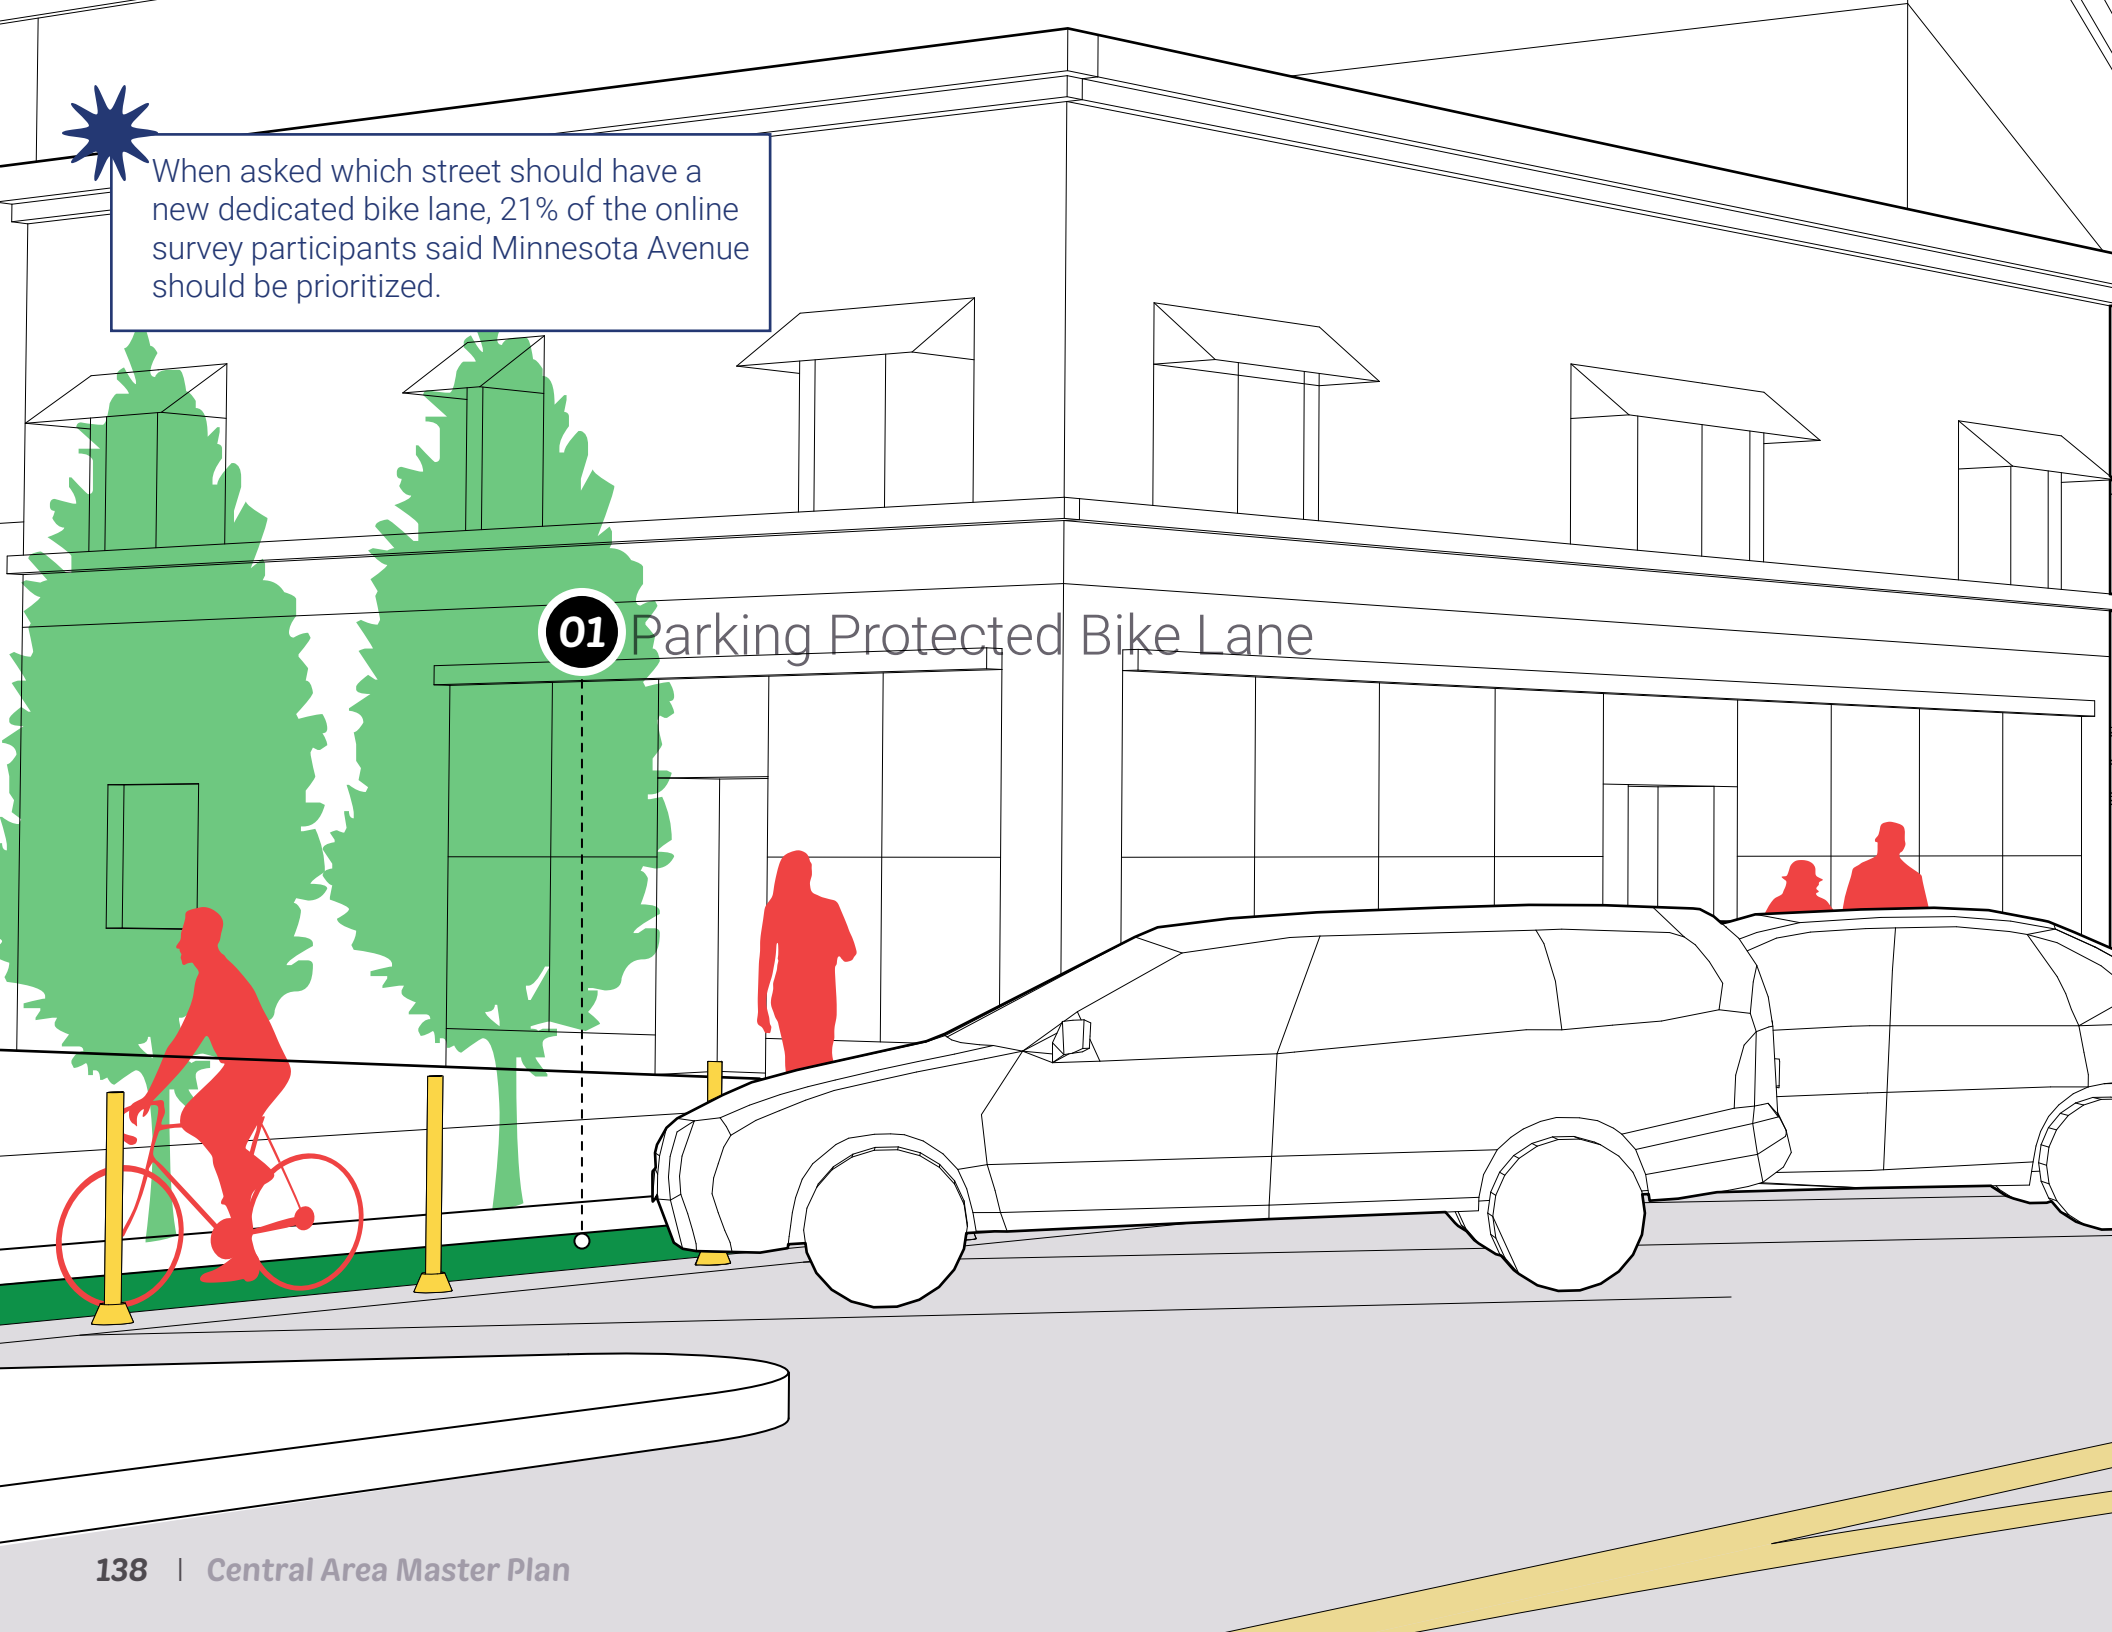 When asked which street should have a
new dedicated bike lane, 21% of the online
survey participants said Minnesota Avenue
should be prioritized.
01 Parking Protected Bike Lane
138 | Central Area Master Plan